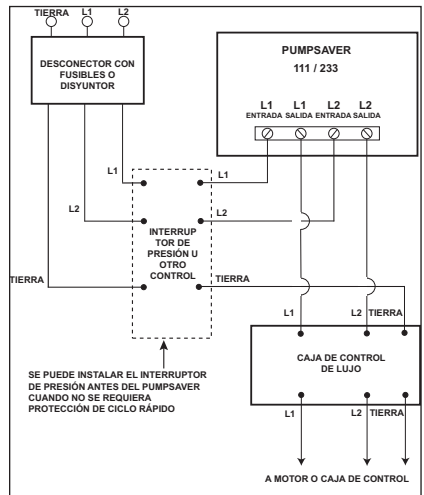 TIERRA L1 L2
DESCONECTOR CON
FUSIBLES O
DISYUNTOR
PUMPSAVER
111 / 233
L1 L1 L2 L2
ENTRADA SALIDA ENTRADA SALIDA
L1
L1
L2
L2
INTERRUP
TOR DE
PRESIÓN U
OTRO
CONTROL
TIERRA
TIERRA
L1 L2 TIERRA
CAJA DE CONTROL
DE LUJO
L1 L2 TIERRA
SE PUEDE INSTALAR EL INTERRUPTOR
DE PRESIÓN ANTES DEL PUMPSAVER
CUANDO NO SE REQUIERA
PROTECCIÓN DE CICLO RÁPIDO
A MOTOR O CAJA DE CONTROL